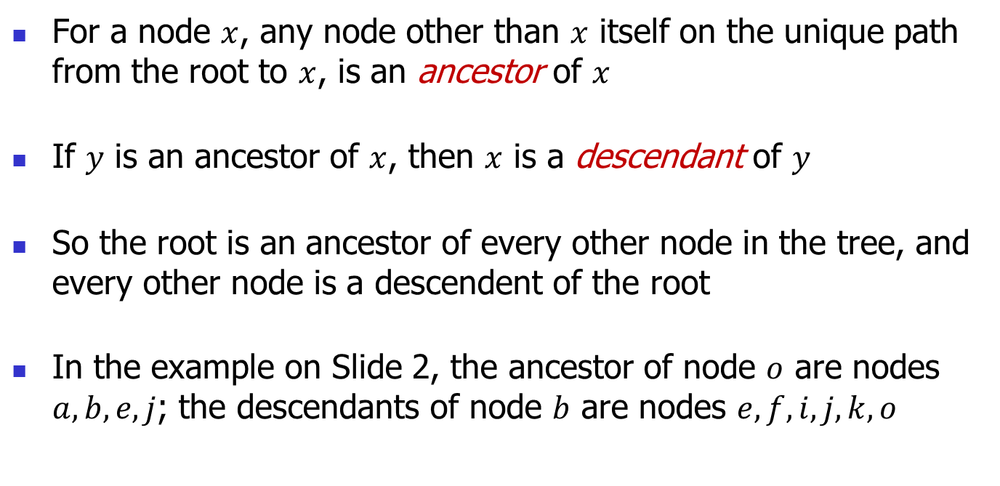 ▪ For a node x, any node other than x itself on the unique path
from the root to x, is an ancestor of x
▪ If y is an ancestor of x, then x is a descendant of y
▪ So the root is an ancestor of every other node in the tree, and
every other node is a descendent of the root
▪ In the example on Slide 2, the ancestor of node o are nodes
a, b, e, j; the descendants of node b are nodes e, f, i, j, k, o